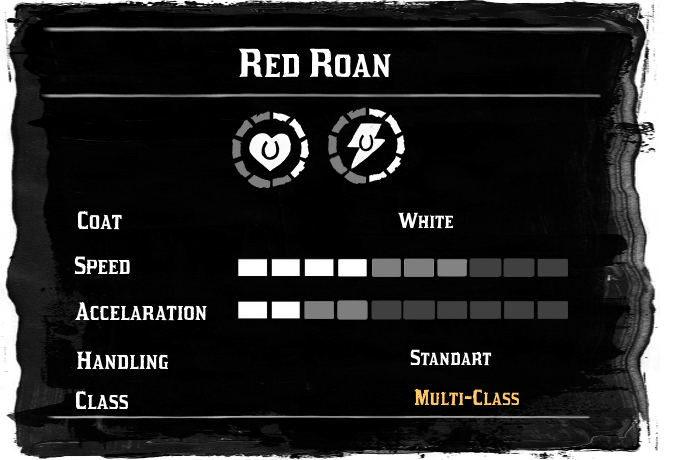 Red Roan
Coat White
Speed
Accelaration
Handling Standart
Class Multi-Class